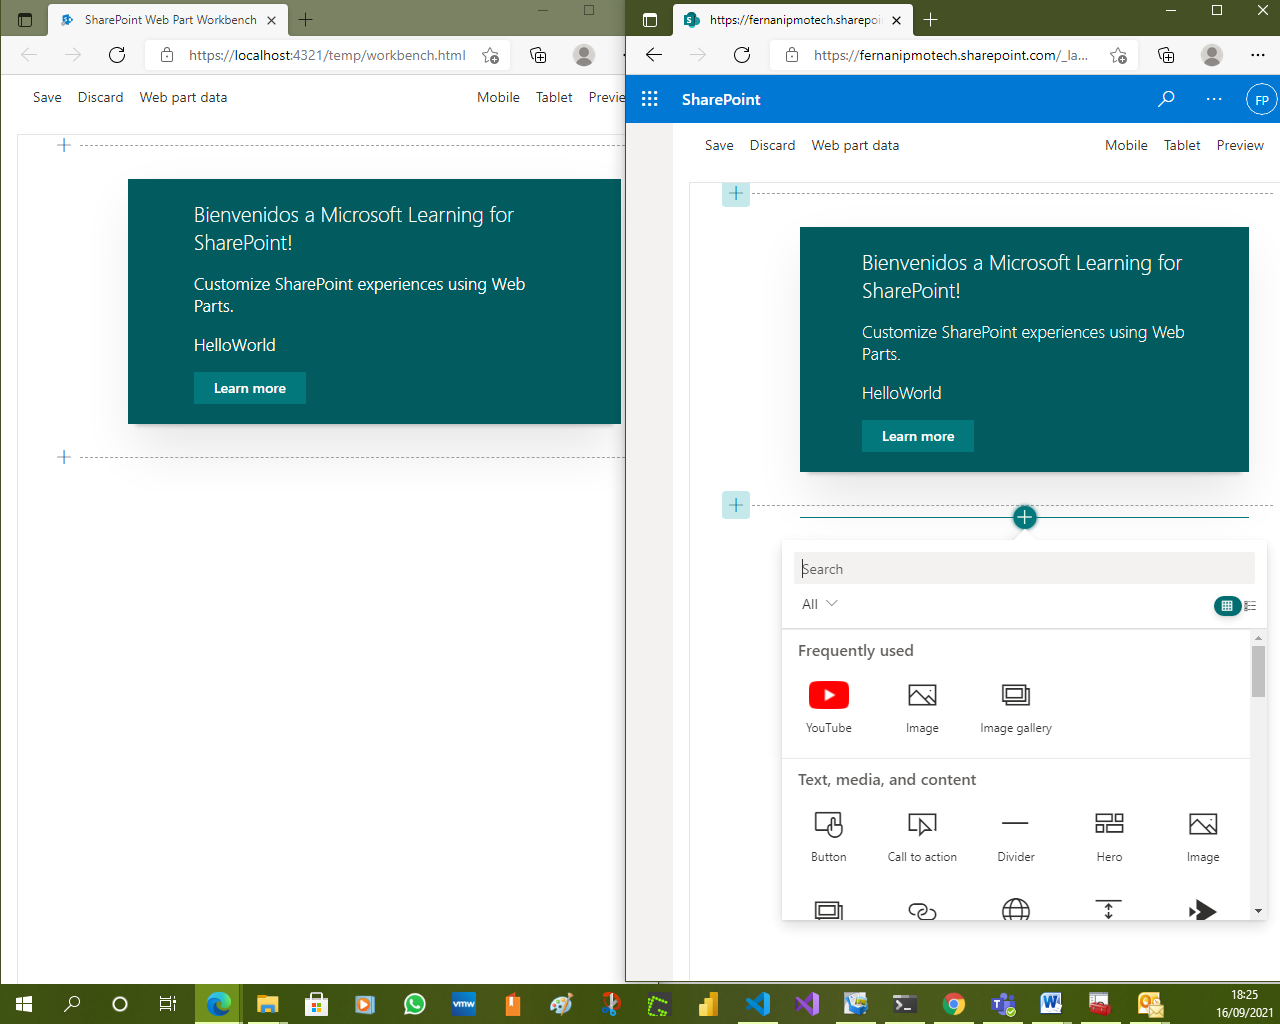 SharePoint Web Part Workbench
https://localhost:4321/temp/workbench.html
Save Discard Web part data Mobile Tablet Previe
Bienvenidos a Microsoft Learning for
SharePoint!
Customize SharePoint experiences using Web
Parts.
HelloWorld
Learn more
https://fernanipmotech.sharepoin
https://fernanipmotech.sharepoint.com/_la...
SharePoint
FP
Save Discard Web part data Mobile Tablet Preview
Bienvenidos a Microsoft Learning for
SharePoint!
Customize SharePoint experiences using Web
Parts.
HelloWorld
Learn more
Search
All
Frequently used
YouTube Image Image gallery
Text, media, and content
Button Call to action Divider Hero Image
vmw
18:25
16/09/2021